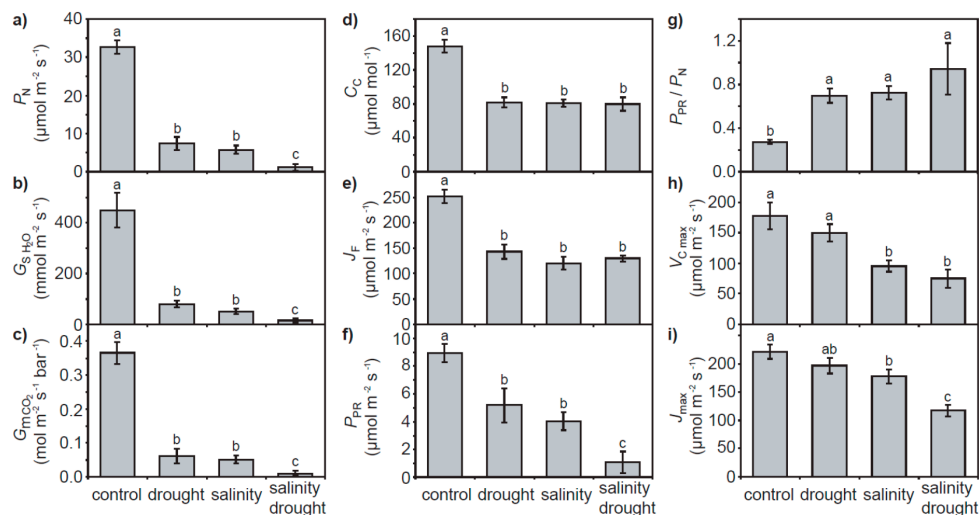 a)
40
30
20
10
0
P_N
(µmol m⁻² s⁻¹)
a
b
b
c
b)
400
200
0
G_S H₂O
(mmol m⁻² s⁻¹)
a
b
b
c
c)
0.4
0.3
0.2
0.1
0.0
G_mCO₂
(mol m⁻² s⁻¹ bar⁻¹)
a
b
b
c
control drought salinity salinity
drought
d)
160
120
80
40
0
C_C
(µmol mol⁻¹)
a
b
b
b
e)
300
250
200
150
100
50
0
J_F
(µmol m⁻² s⁻¹)
a
b
b
b
f)
10
8
6
4
2
0
P_PR
(µmol m⁻² s⁻¹)
a
b
b
c
control drought salinity salinity
drought
g)
1.2
0.8
0.4
0.0
P_PR / P_N
b
a
a
a
h)
200
150
100
50
0
V_C max
(µmol m⁻² s⁻¹)
a
a
b
b
i)
200
150
100
50
0
J_max
(µmol m⁻² s⁻¹)
a
ab
b
c
control drought salinity salinity
drought